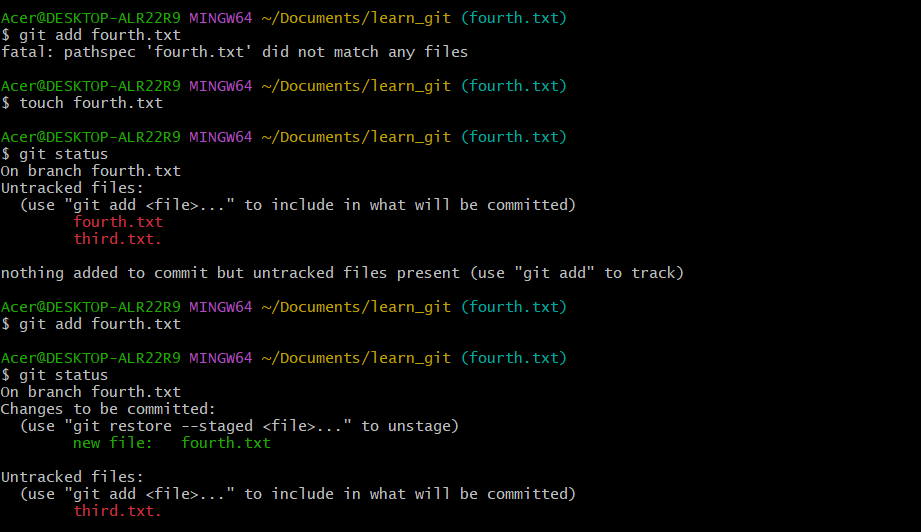 Acer@DESKTOP-ALR22R9 MINGW64 ~/Documents/learn_git (fourth.txt)
$ git add fourth.txt
fatal: pathspec 'fourth.txt' did not match any files

Acer@DESKTOP-ALR22R9 MINGW64 ~/Documents/learn_git (fourth.txt)
$ touch fourth.txt

Acer@DESKTOP-ALR22R9 MINGW64 ~/Documents/learn_git (fourth.txt)
$ git status
On branch fourth.txt
Untracked files:
  (use "git add <file>..." to include in what will be committed)
        fourth.txt
        third.txt.

nothing added to commit but untracked files present (use "git add" to track)

Acer@DESKTOP-ALR22R9 MINGW64 ~/Documents/learn_git (fourth.txt)
$ git add fourth.txt

Acer@DESKTOP-ALR22R9 MINGW64 ~/Documents/learn_git (fourth.txt)
$ git status
On branch fourth.txt
Changes to be committed:
  (use "git restore --staged <file>..." to unstage)
        new file:   fourth.txt

Untracked files:
  (use "git add <file>..." to include in what will be committed)
        third.txt.